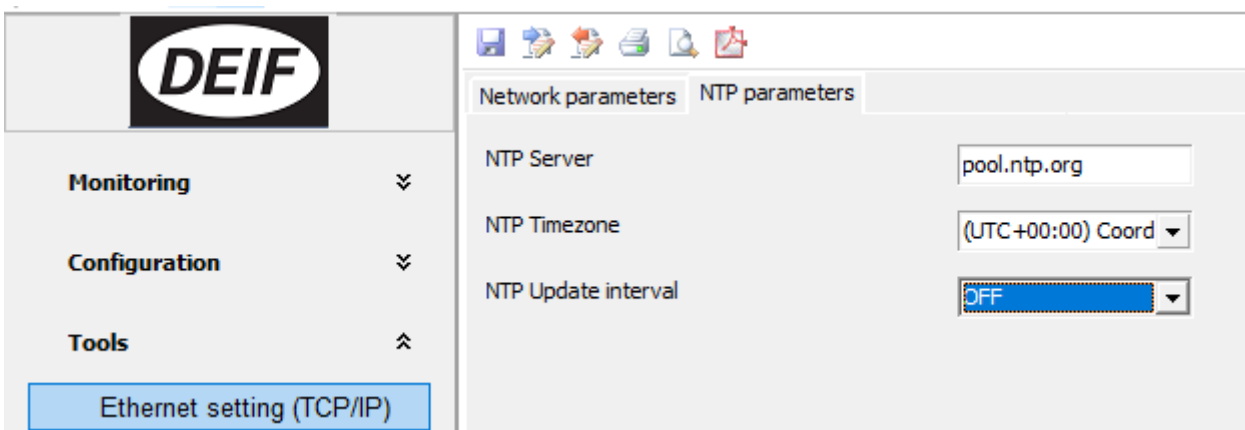 DEIF
Network parameters NTP parameters
NTP Server pool.ntp.org
Monitoring
NTP Timezone (UTC+00:00) Coord
Configuration
NTP Update interval OFF
Tools
Ethernet setting (TCP/IP)